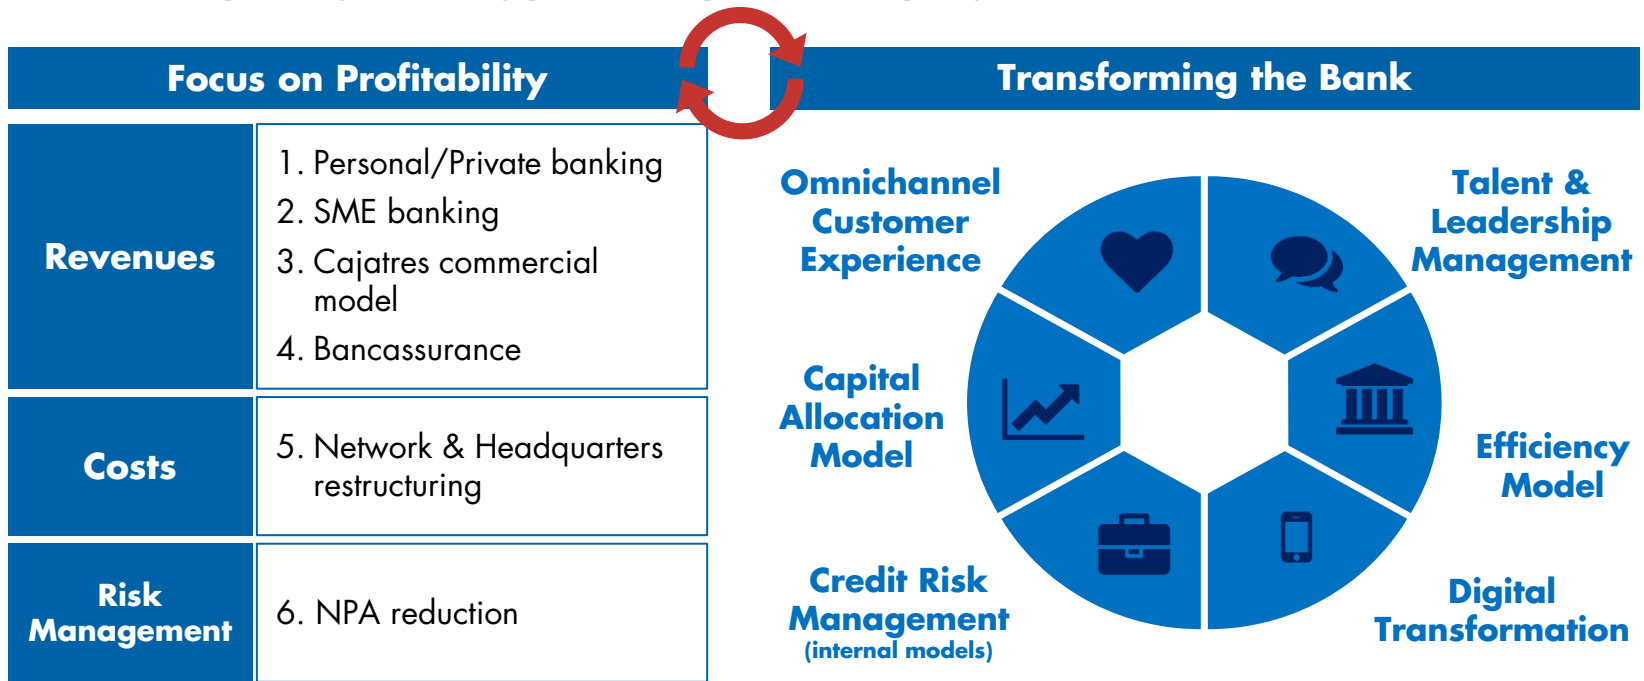 Focus on Profitability
Revenues
1. Personal/Private banking
2. SME banking
3. Cajatres commercial
model
4. Bancassurance
Costs
5. Network & Headquarters
restructuring
Risk
Management
6. NPA reduction
Transforming the Bank
Omnichannel
Customer
Experience
Talent &
Leadership
Management
Capital
Allocation
Model
Efficiency
Model
Credit Risk
Management
(internal models)
Digital
Transformation